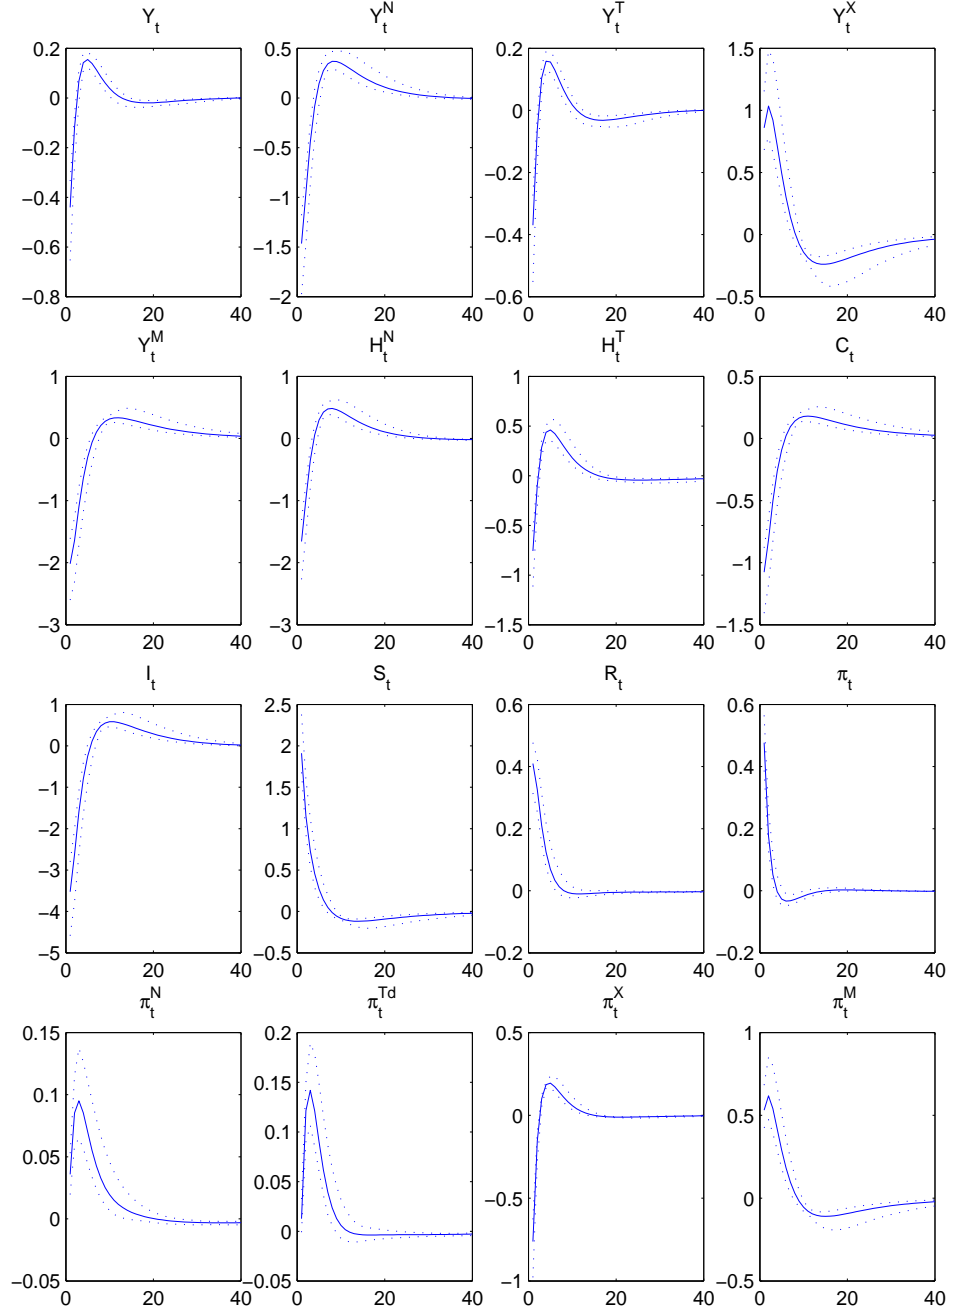 Y_t Y_t^N Y_t^T Y_t^X
0.2 0.5 0.2 1.5
0 0 0 1
−0.2 −0.5 −0.2 0.5
−0.4 −1 −0.4 0
−0.6 −1.5 −0.6 −0.5
−0.8 −2
0 20 40 0 20 40 0 20 40 0 20 40
Y_t^M H_t^N H_t^T C_t
1 1 1 0.5
0 0 0.5 0
−1 −1 0 −0.5
−2 −2 −0.5 −1
−3 −3 −1 −1.5
−1.5
0 20 40 0 20 40 0 20 40 0 20 40
I_t S_t R_t π_t
1 2.5 0.6 0.6
0 2 0.4 0.4
−1 1.5 0.2 0.2
−2 1 0 0
−3 0.5 −0.2 −0.2
−4 0
−5 −0.5
0 20 40 0 20 40 0 20 40 0 20 40
π_t^N π_t^Td π_t^X π_t^M
0.15 0.2 0.5 1
0.1 0.15 0 0.5
0.05 0.1 −0.5 0
0 0.05 −1 −0.5
−0.05 0
−0.05
0 20 40 0 20 40 0 20 40 0 20 40